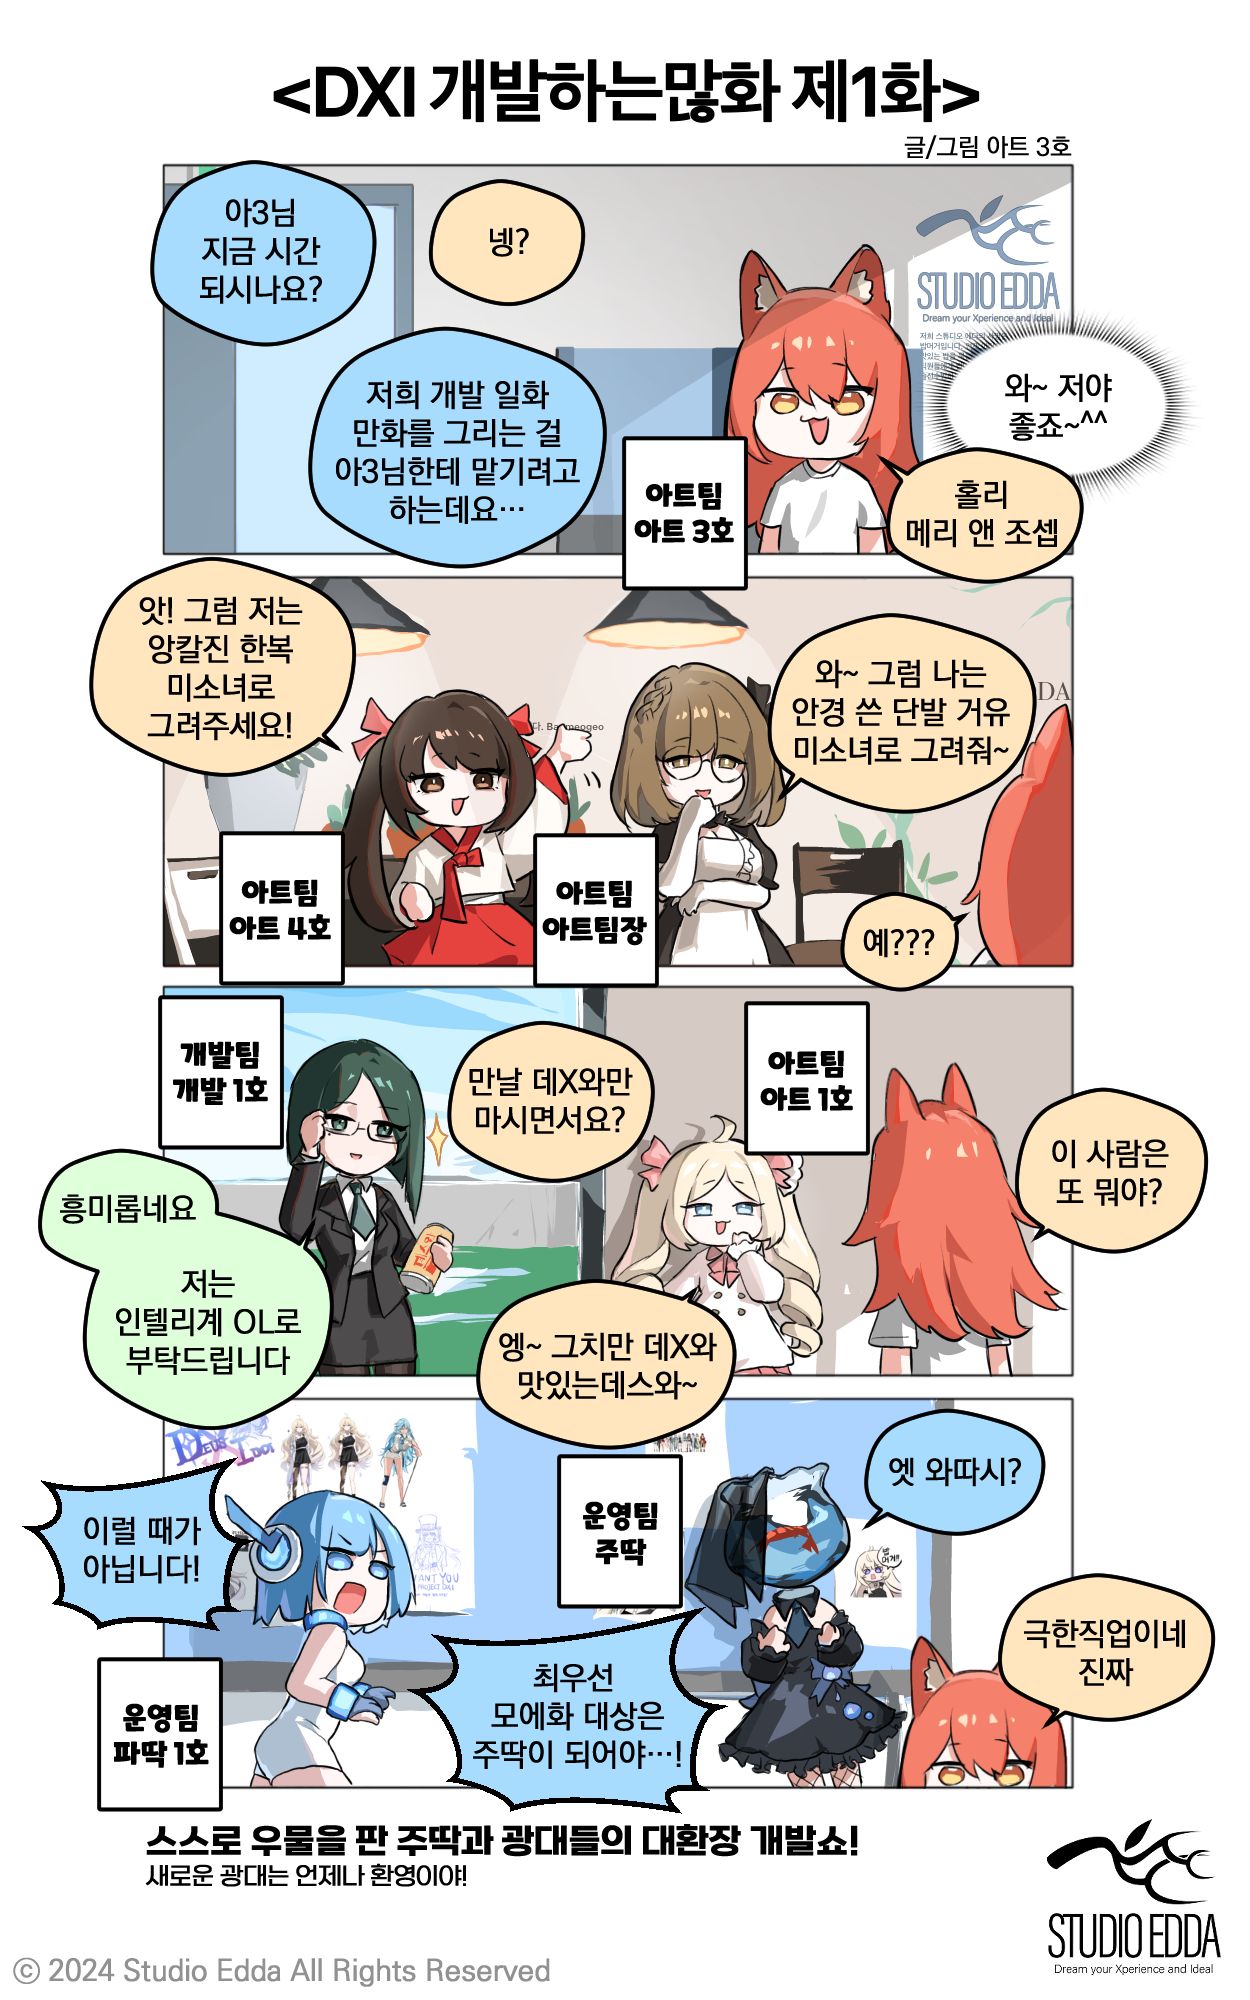 <DXI 개발하는많화 제1화>
글/그림 아트 3호
아3님
지금 시간
되시나요?
넹?
STUDIO EDDA
Dream your Xperience and Ideal
저희 개발 일화
만화를 그리는 걸
아3님한테 맡기려고
하는데요…
와~ 저야
좋죠~^^
아트팀
아트 3호
홀리
메리 앤 조셉
앗! 그럼 저는
앙칼진 한복
미소녀로
그려주세요!
와~ 그럼 나는
안경 쓴 단발 거유
미소녀로 그려줘~
DA
아트팀
아트 4호
아트팀
아트팀장
예???
개발팀
개발 1호
만날 데X와만
마시면서요?
아트팀
아트 1호
이 사람은
또 뭐야?
흥미롭네요
저는
인텔리계 OL로
부탁드립니다
엥~ 그치만 데X와
맛있는데스와~
DEUS X IDOL
이럴 때가
아닙니다!
운영팀
주딱
엣 와따시?
WANT YOU
PROJECT DXI
밥
머거!!
운영팀
파딱 1호
최우선
모에화 대상은
주딱이 되어야…!
극한직업이네
진짜
스스로 우물을 판 주딱과 광대들의 대환장 개발쇼!
새로운 광대는 언제나 환영이야!
STUDIO EDDA
Dream your Xperience and Ideal
© 2024 Studio Edda All Rights Reserved